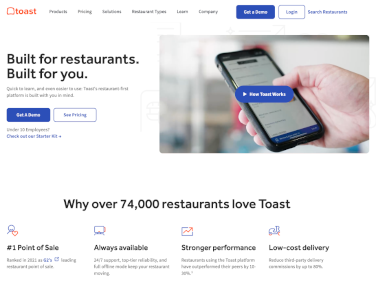 toast
Products Pricing Solutions Restaurant Types Learn Company Get a Demo Login Search Restaurants
Built for restaurants.
Built for you.
Quick to learn, and even easier to use: Toast's restaurant-first
platform is built with you in mind.
Get A Demo See Pricing
Under 10 Employees?
Check out our Starter Kit →
How Toast Works
Why over 74,000 restaurants love Toast
#1 Point of Sale
Ranked in 2022 as G2's leading
restaurant point of sale.
Always available
24/7 support, top-tier reliability, and
full offline mode keep your restaurant
moving.
Stronger performance
Restaurants using the Toast platform
have outperformed their peers by 10-
30%.
Low-cost delivery
Reduce third-party delivery
commissions by up to 80%.